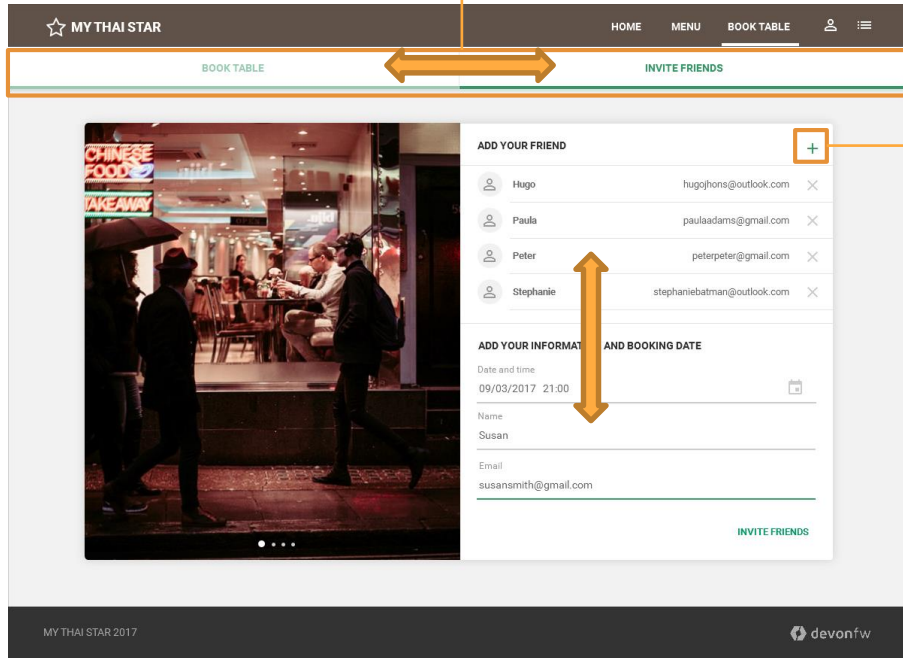 MY THAI STAR
HOME MENU BOOK TABLE
BOOK TABLE INVITE FRIENDS
CHINESE
FOOD
TAKEAWAY
OPEN
ADD YOUR FRIEND
Hugo hugojhons@outlook.com
Paula paulaadams@gmail.com
Peter peterpeter@gmail.com
Stephanie stephaniebatman@outlook.com
ADD YOUR INFORMAT AND BOOKING DATE
Date and time
09/03/2017 21:00
Name
Susan
Email
susansmith@gmail.com
INVITE FRIENDS
MY THAI STAR 2017 devonfw